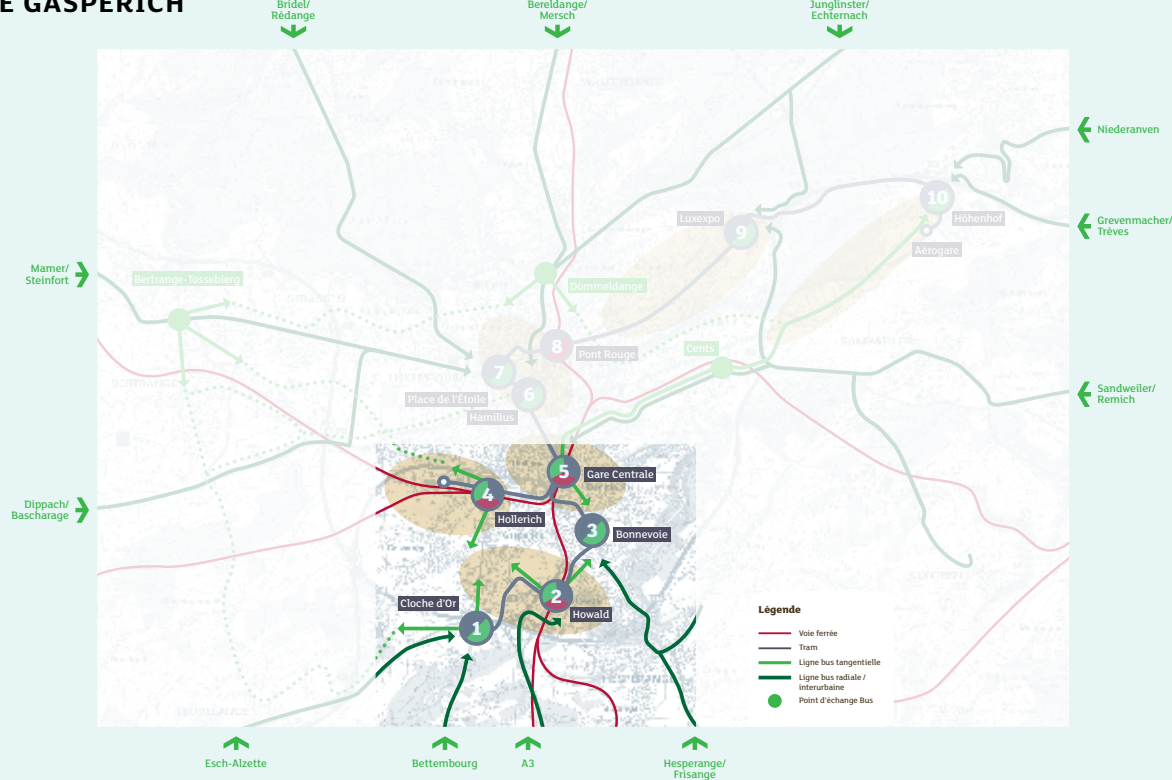 E GASPERICH
Bridel/
Rédange
Bereldange/
Mersch
Junglinster/
Echternach
Niederanven
Grevenmacher/
Trèves
10
Höhenhof
Luxexpo
9
Aérogare
Mamer/
Steinfort
Bertrange-Tossebierg
Dommeldange
8
Pont Rouge
Cents
7
Place de l'Étoile
6
Hamilius
Sandweiler/
Remich
5
Gare Centrale
4
Hollerich
3
Bonnevoie
Dippach/
Bascharage
Cloche d'Or
2
Howald
1
Légende
Voie ferrée
Tram
Ligne bus tangentielle
Ligne bus radiale /
interurbaine
Point d'échange Bus
Esch-Alzette
Bettembourg
A3
Hesperange/
Frisange